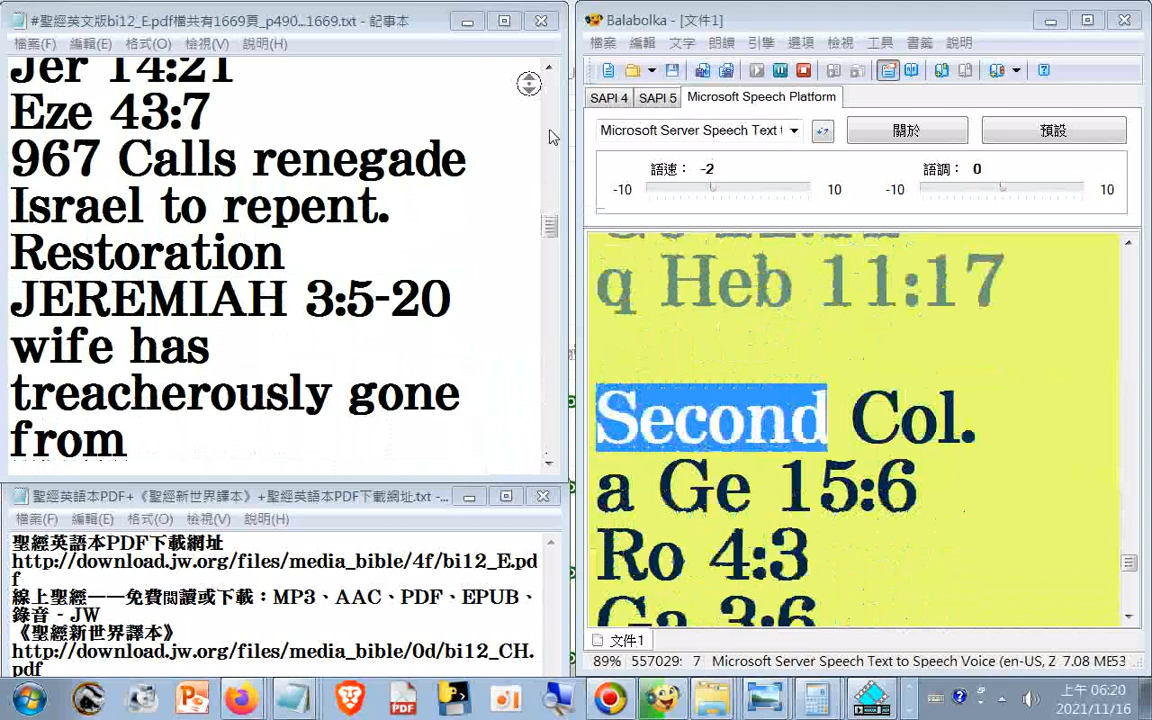 #聖經英文版bi12_E.pdf檔共有1669頁_p490...1669.txt - 記事本
檔案(F) 編輯(E) 格式(O) 檢視(V) 說明(H)
Jer 14:21
Eze 43:7
967 Calls renegade
Israel to repent.
Restoration
JEREMIAH 3:5-20
wife has
treacherously gone
from
聖經英語本PDF+《聖經新世界譯本》+聖經英語本PDF下載網址.txt - ...
檔案(F) 編輯(E) 格式(O) 檢視(V) 說明(H)
聖經英語本PDF下載網址
http://download.jw.org/files/media_bible/4f/bi12_E.pd
f
線上聖經——免費閱讀或下載：MP3、AAC、PDF、EPUB、
錄音 - JW
《聖經新世界譯本》
http://download.jw.org/files/media_bible/0d/bi12_CH.
pdf
Balabolka - [文件1]
檔案 編輯 文字 朗讀 引擎 選項 檢視 工具 書籤 說明
SAPI 4 SAPI 5 Microsoft Speech Platform
Microsoft Server Speech Text t 關於 預設
語速： -2 語調： 0
-10 10 -10 10
q Heb 11:17
Second Col.
a Ge 15:6
Ro 4:3
Ga 3:6
文件1
89% 557029: 7 Microsoft Server Speech Text to Speech Voice (en-US, Z 7.08 ME53
上午 06:20
2021/11/16